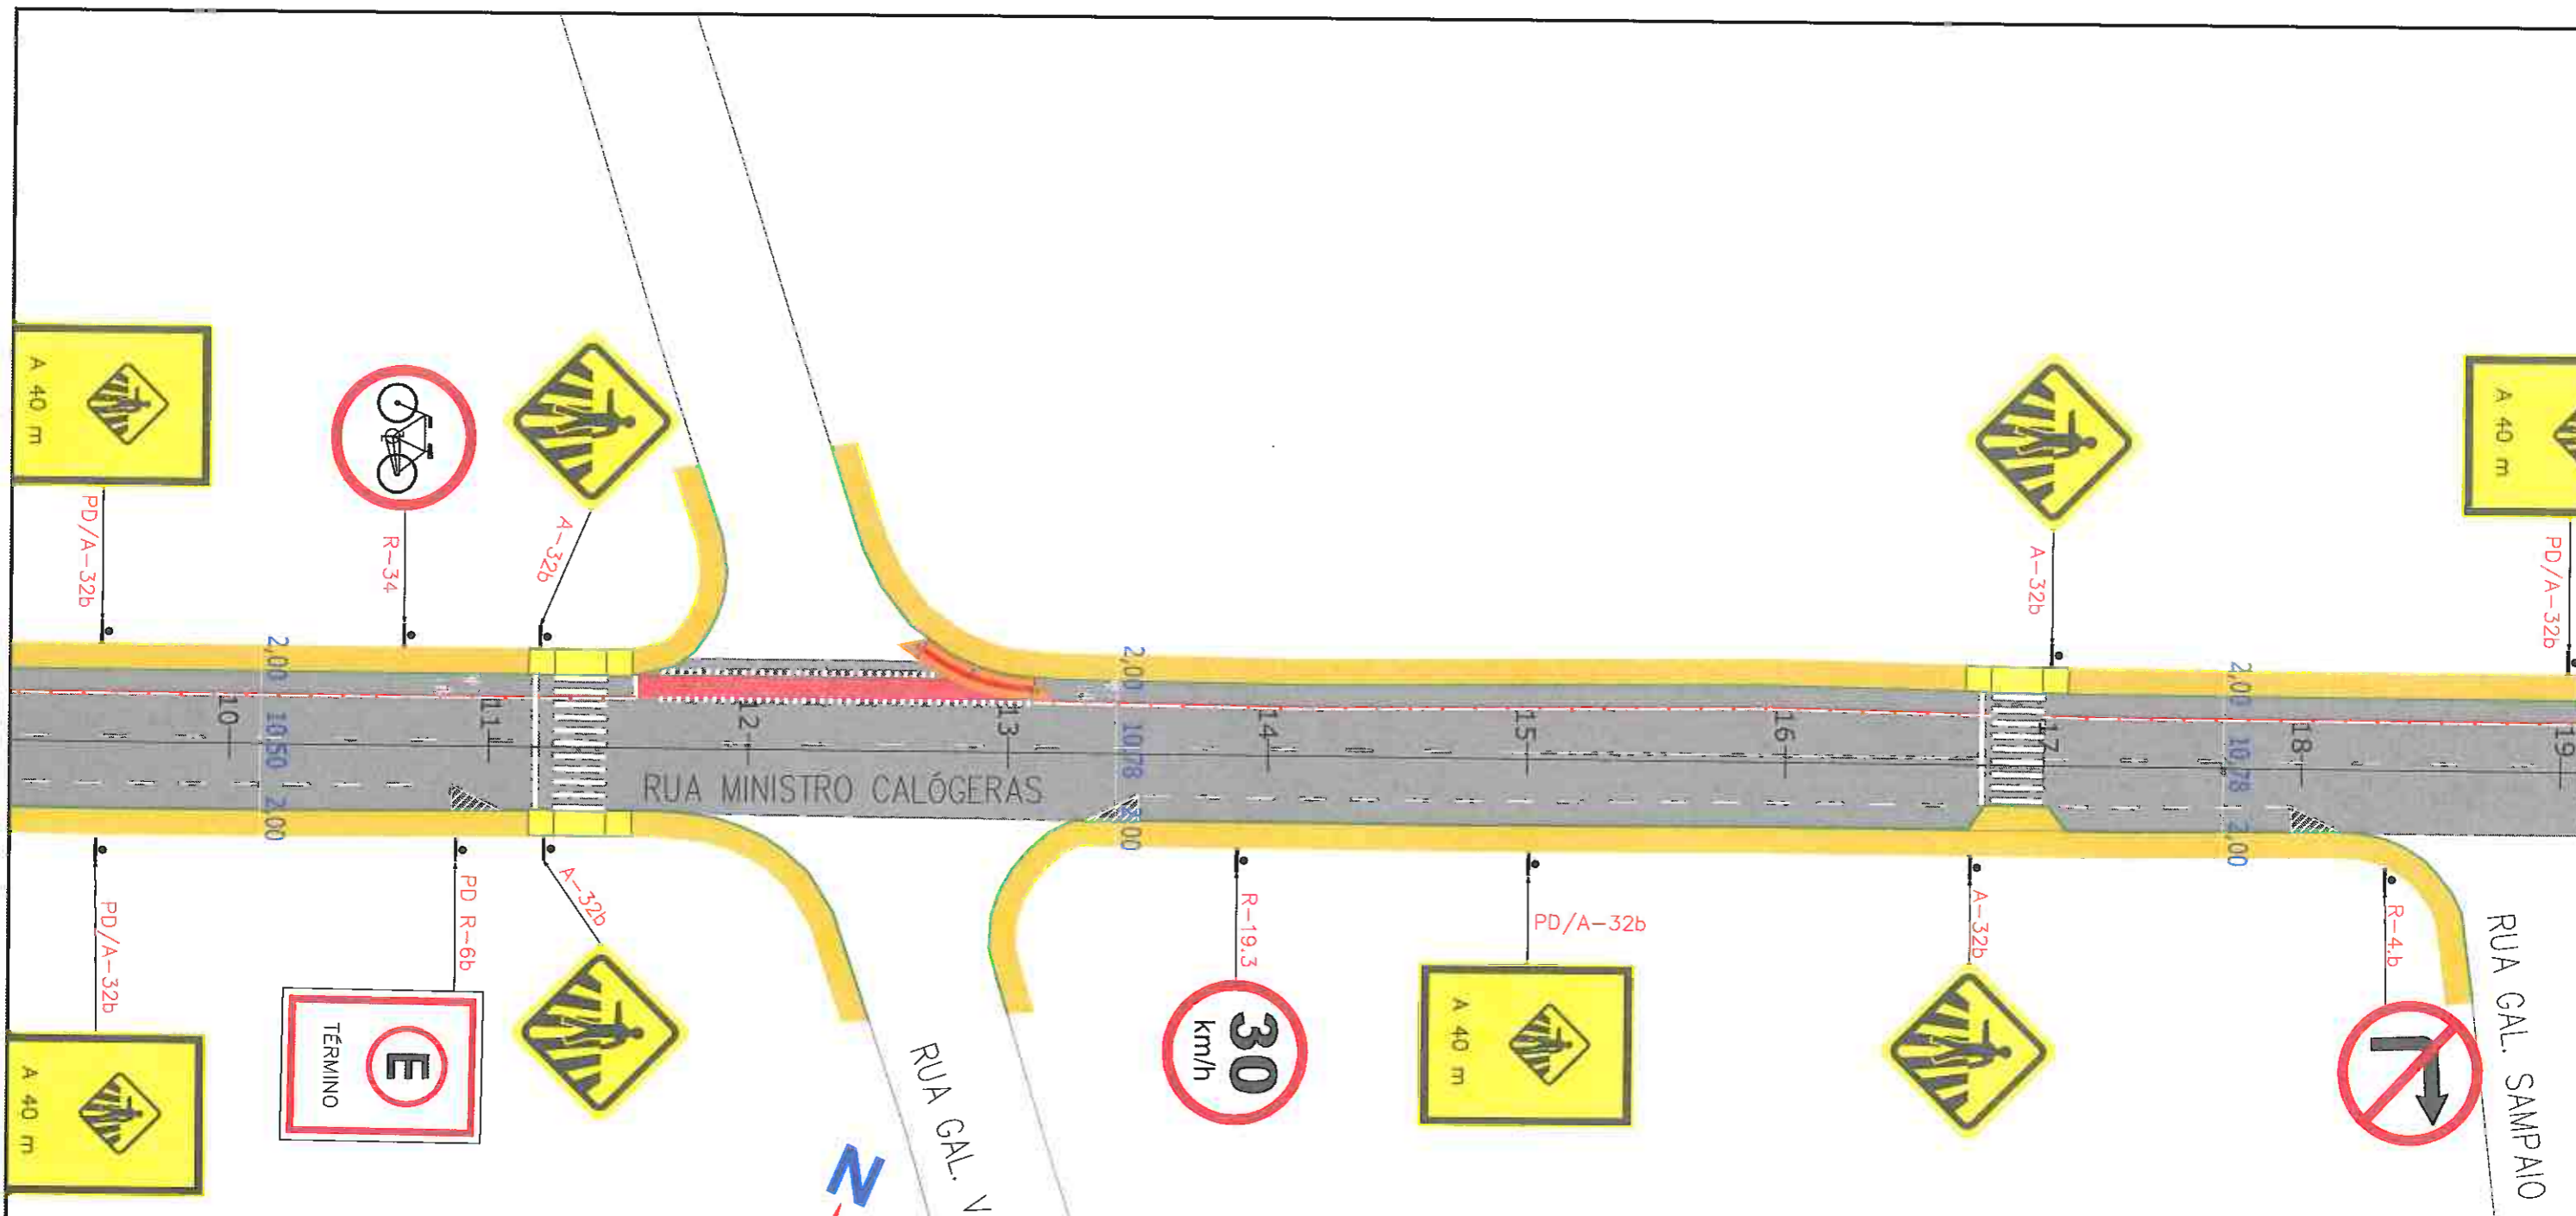 A 40 m
A 40 m
PD/A-32b
R-34
A-32b
A-32b
PD/A-32b
2,00
10,50
2,00
2,00
10,78
2,00
2,00
10,78
2,00
10
11
12
13
14
15
16
17
18
19
RUA MINISTRO CALÓGERAS
PD/A-32b
PD R-6b
A-32b
R-19.3
PD/A-32b
A-32b
R-4.b
A 40 m
E
TÉRMINO
30
km/h
A 40 m
RUA GAL. V
RUA GAL. SAMPAIO
N